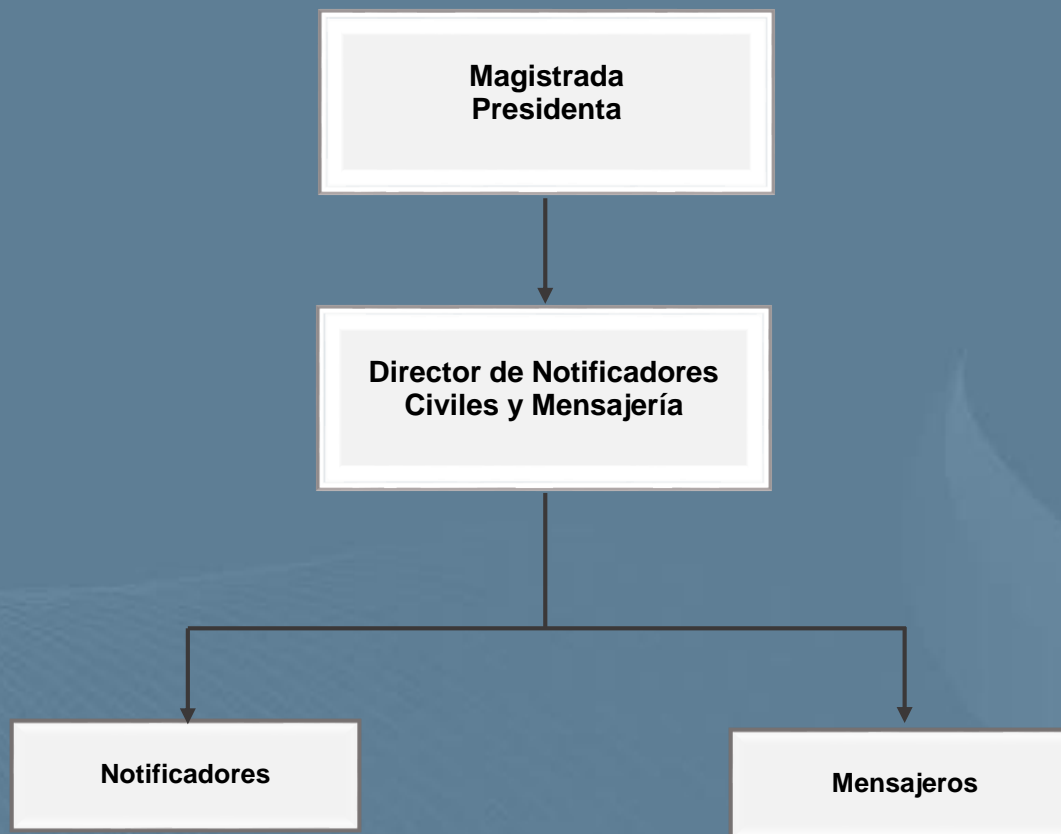 Magistrada
Presidenta
Director de Notificadores
Civiles y Mensajería
Notificadores
Mensajeros